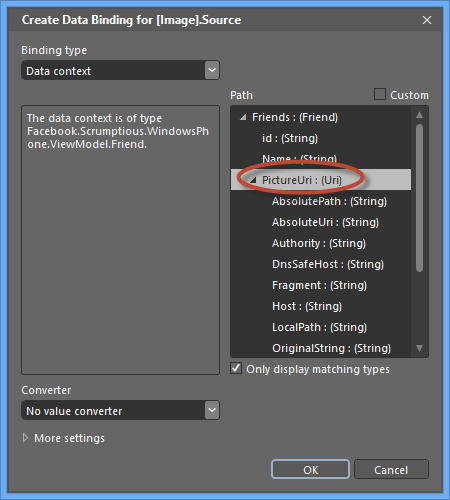 Create Data Binding for [Image].Source
Binding type
Data context
The data context is of type
Facebook.Scrumptious.WindowsPho
ne.ViewModel.Friend.
Path
Custom
Friends : (Friend)
id : (String)
Name : (String)
PictureUri : (Uri)
AbsolutePath : (String)
AbsoluteUri : (String)
Authority : (String)
DnsSafeHost : (String)
Fragment : (String)
Host : (String)
LocalPath : (String)
OriginalString : (String)
Only display matching types
Converter
No value converter
More settings
OK
Cancel